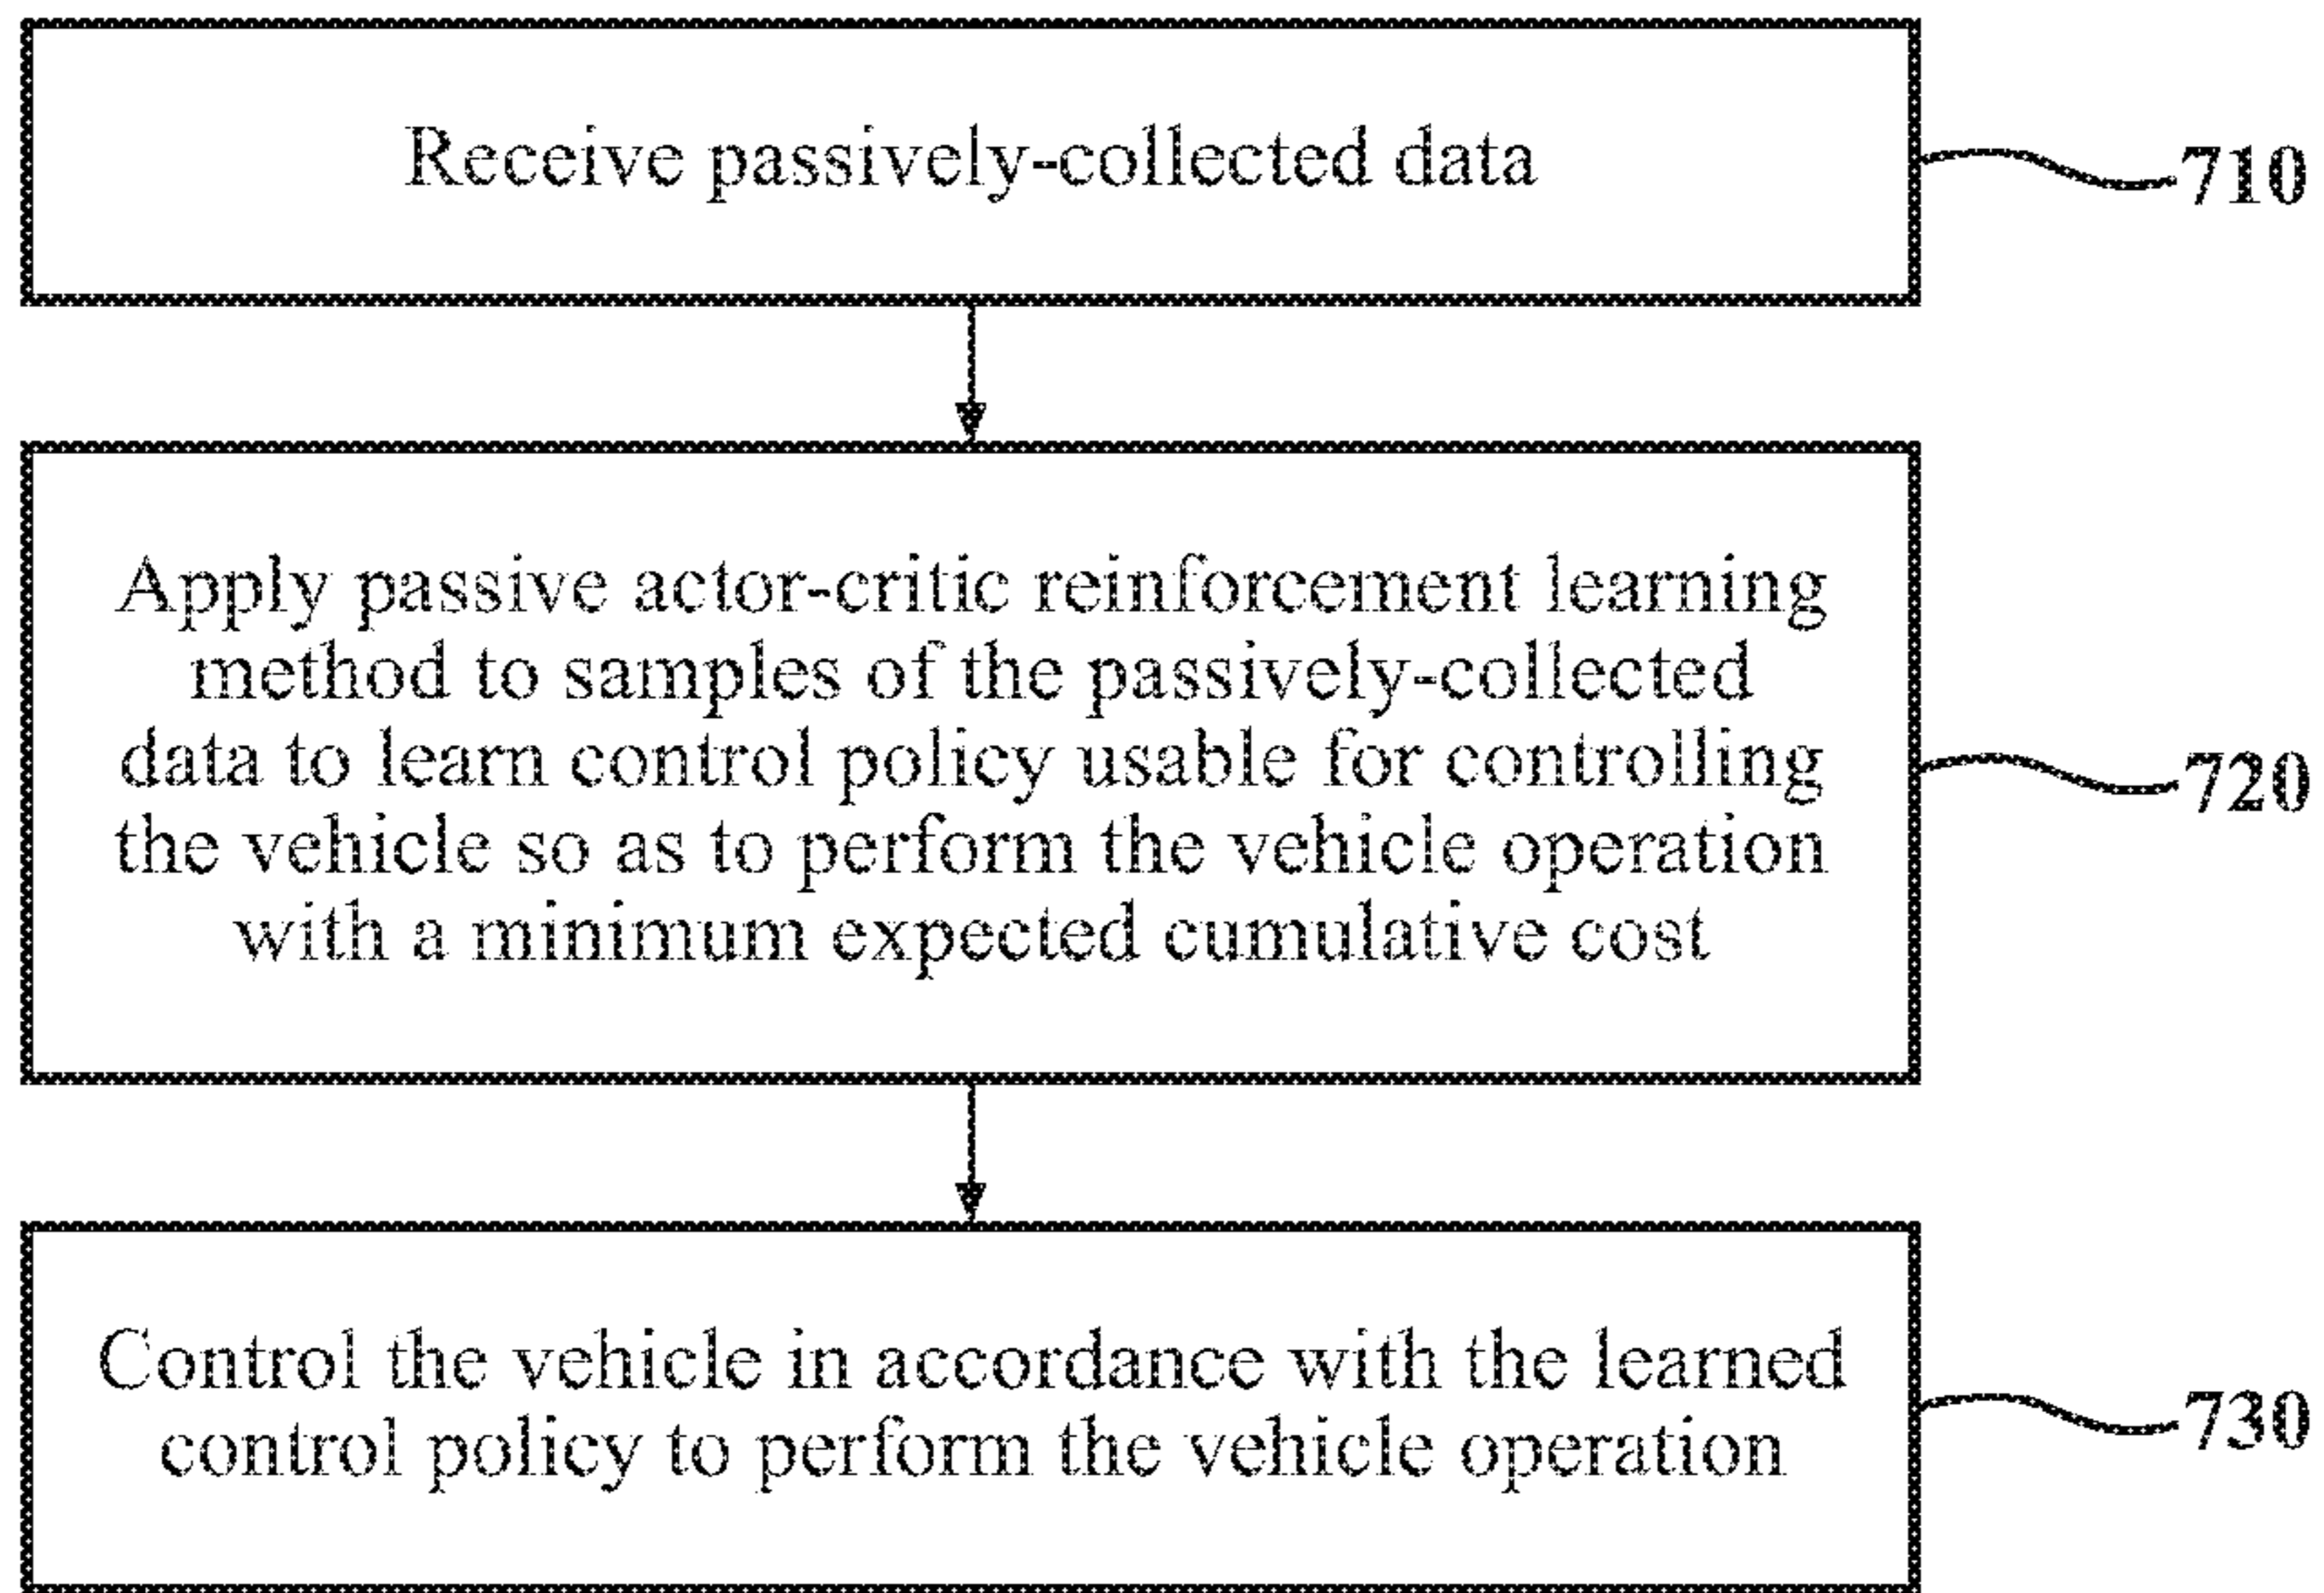 Receive passively-collected data
710
Apply passive actor-critic reinforcement learning
method to samples of the passively-collected
data to learn control policy usable for controlling
the vehicle so as to perform the vehicle operation
with a minimum expected cumulative cost
720
Control the vehicle in accordance with the learned
control policy to perform the vehicle operation
730